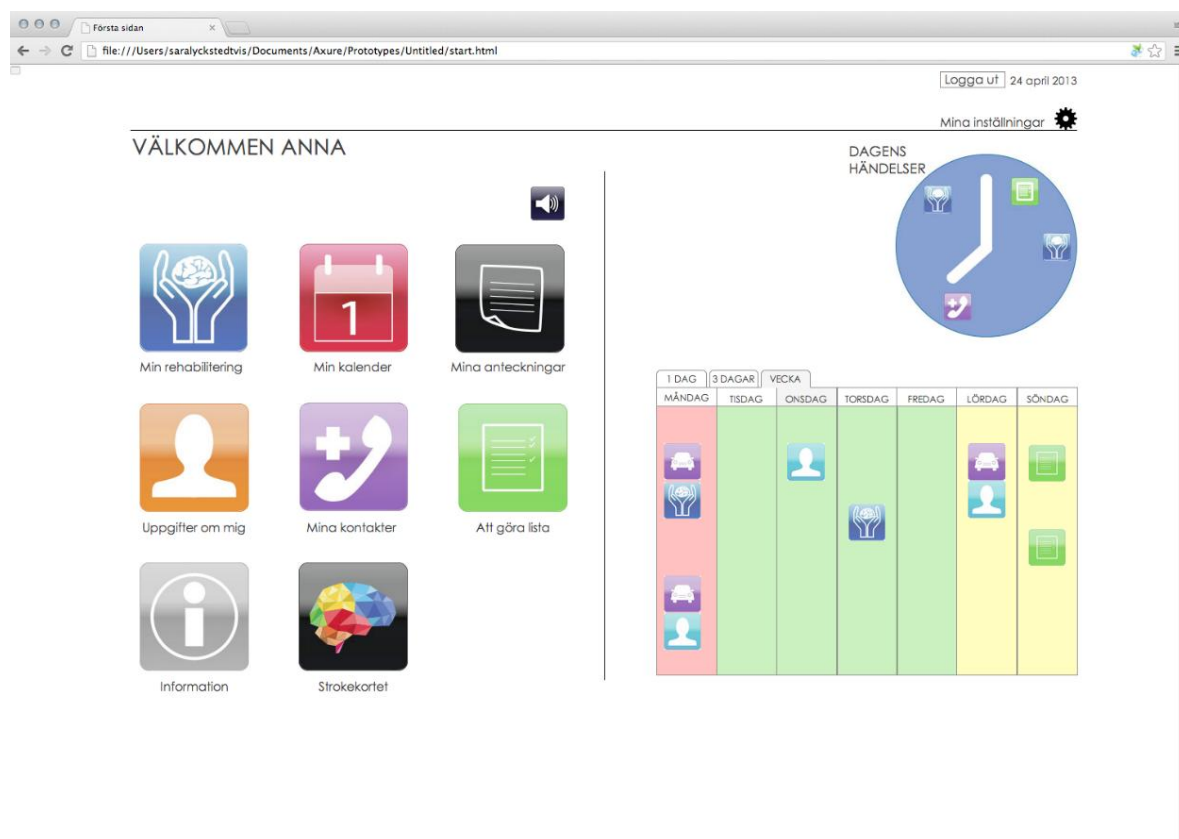 Första sidan
file:///Users/saralyckstedtvis/Documents/Axure/Prototypes/Untitled/start.html
Logga ut 24 april 2013
Mina inställningar
VÄLKOMMEN ANNA
DAGENS
HÄNDELSER
1
Min rehabilitering
Min kalender
Mina anteckningar
Uppgifter om mig
Mina kontakter
Att göra lista
Information
Strokekortet
1 DAG 3 DAGAR VECKA
MÅNDAG TISDAG ONSDAG TORSDAG FREDAG LÖRDAG SÖNDAG